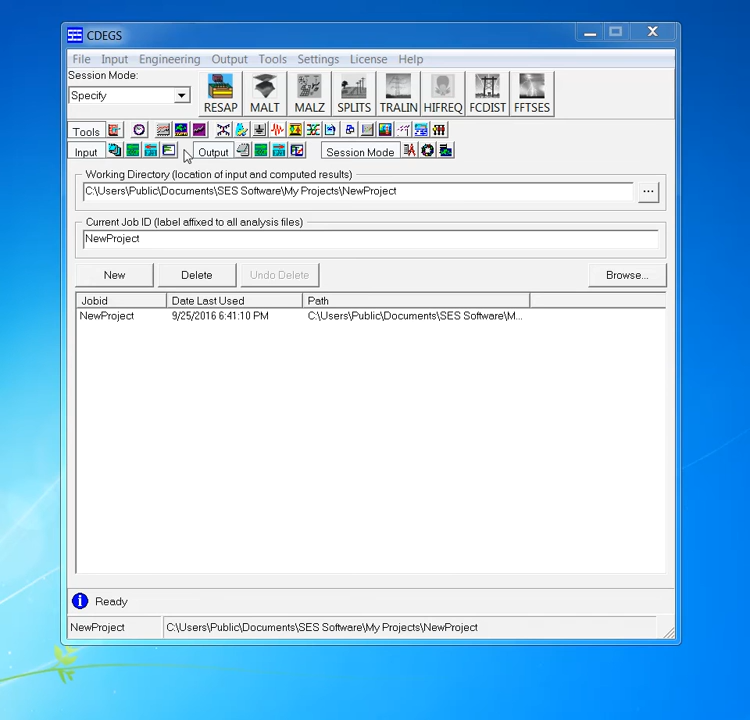 CDEGS
File Input Engineering Output Tools Settings License Help
Session Mode:
Specify
RESAP MALT MALZ SPLITS TRALIN HIFREQ FCDIST FFTSES
Tools
Input Output Session Mode
Working Directory (location of input and computed results)
C:\Users\Public\Documents\SES Software\My Projects\NewProject
...
Current Job ID (label affixed to all analysis files)
NewProject
New Delete Undo Delete Browse...
Jobid Date Last Used Path
NewProject 9/25/2016 6:41:10 PM C:\Users\Public\Documents\SES Software\M...
Ready
NewProject C:\Users\Public\Documents\SES Software\My Projects\NewProject